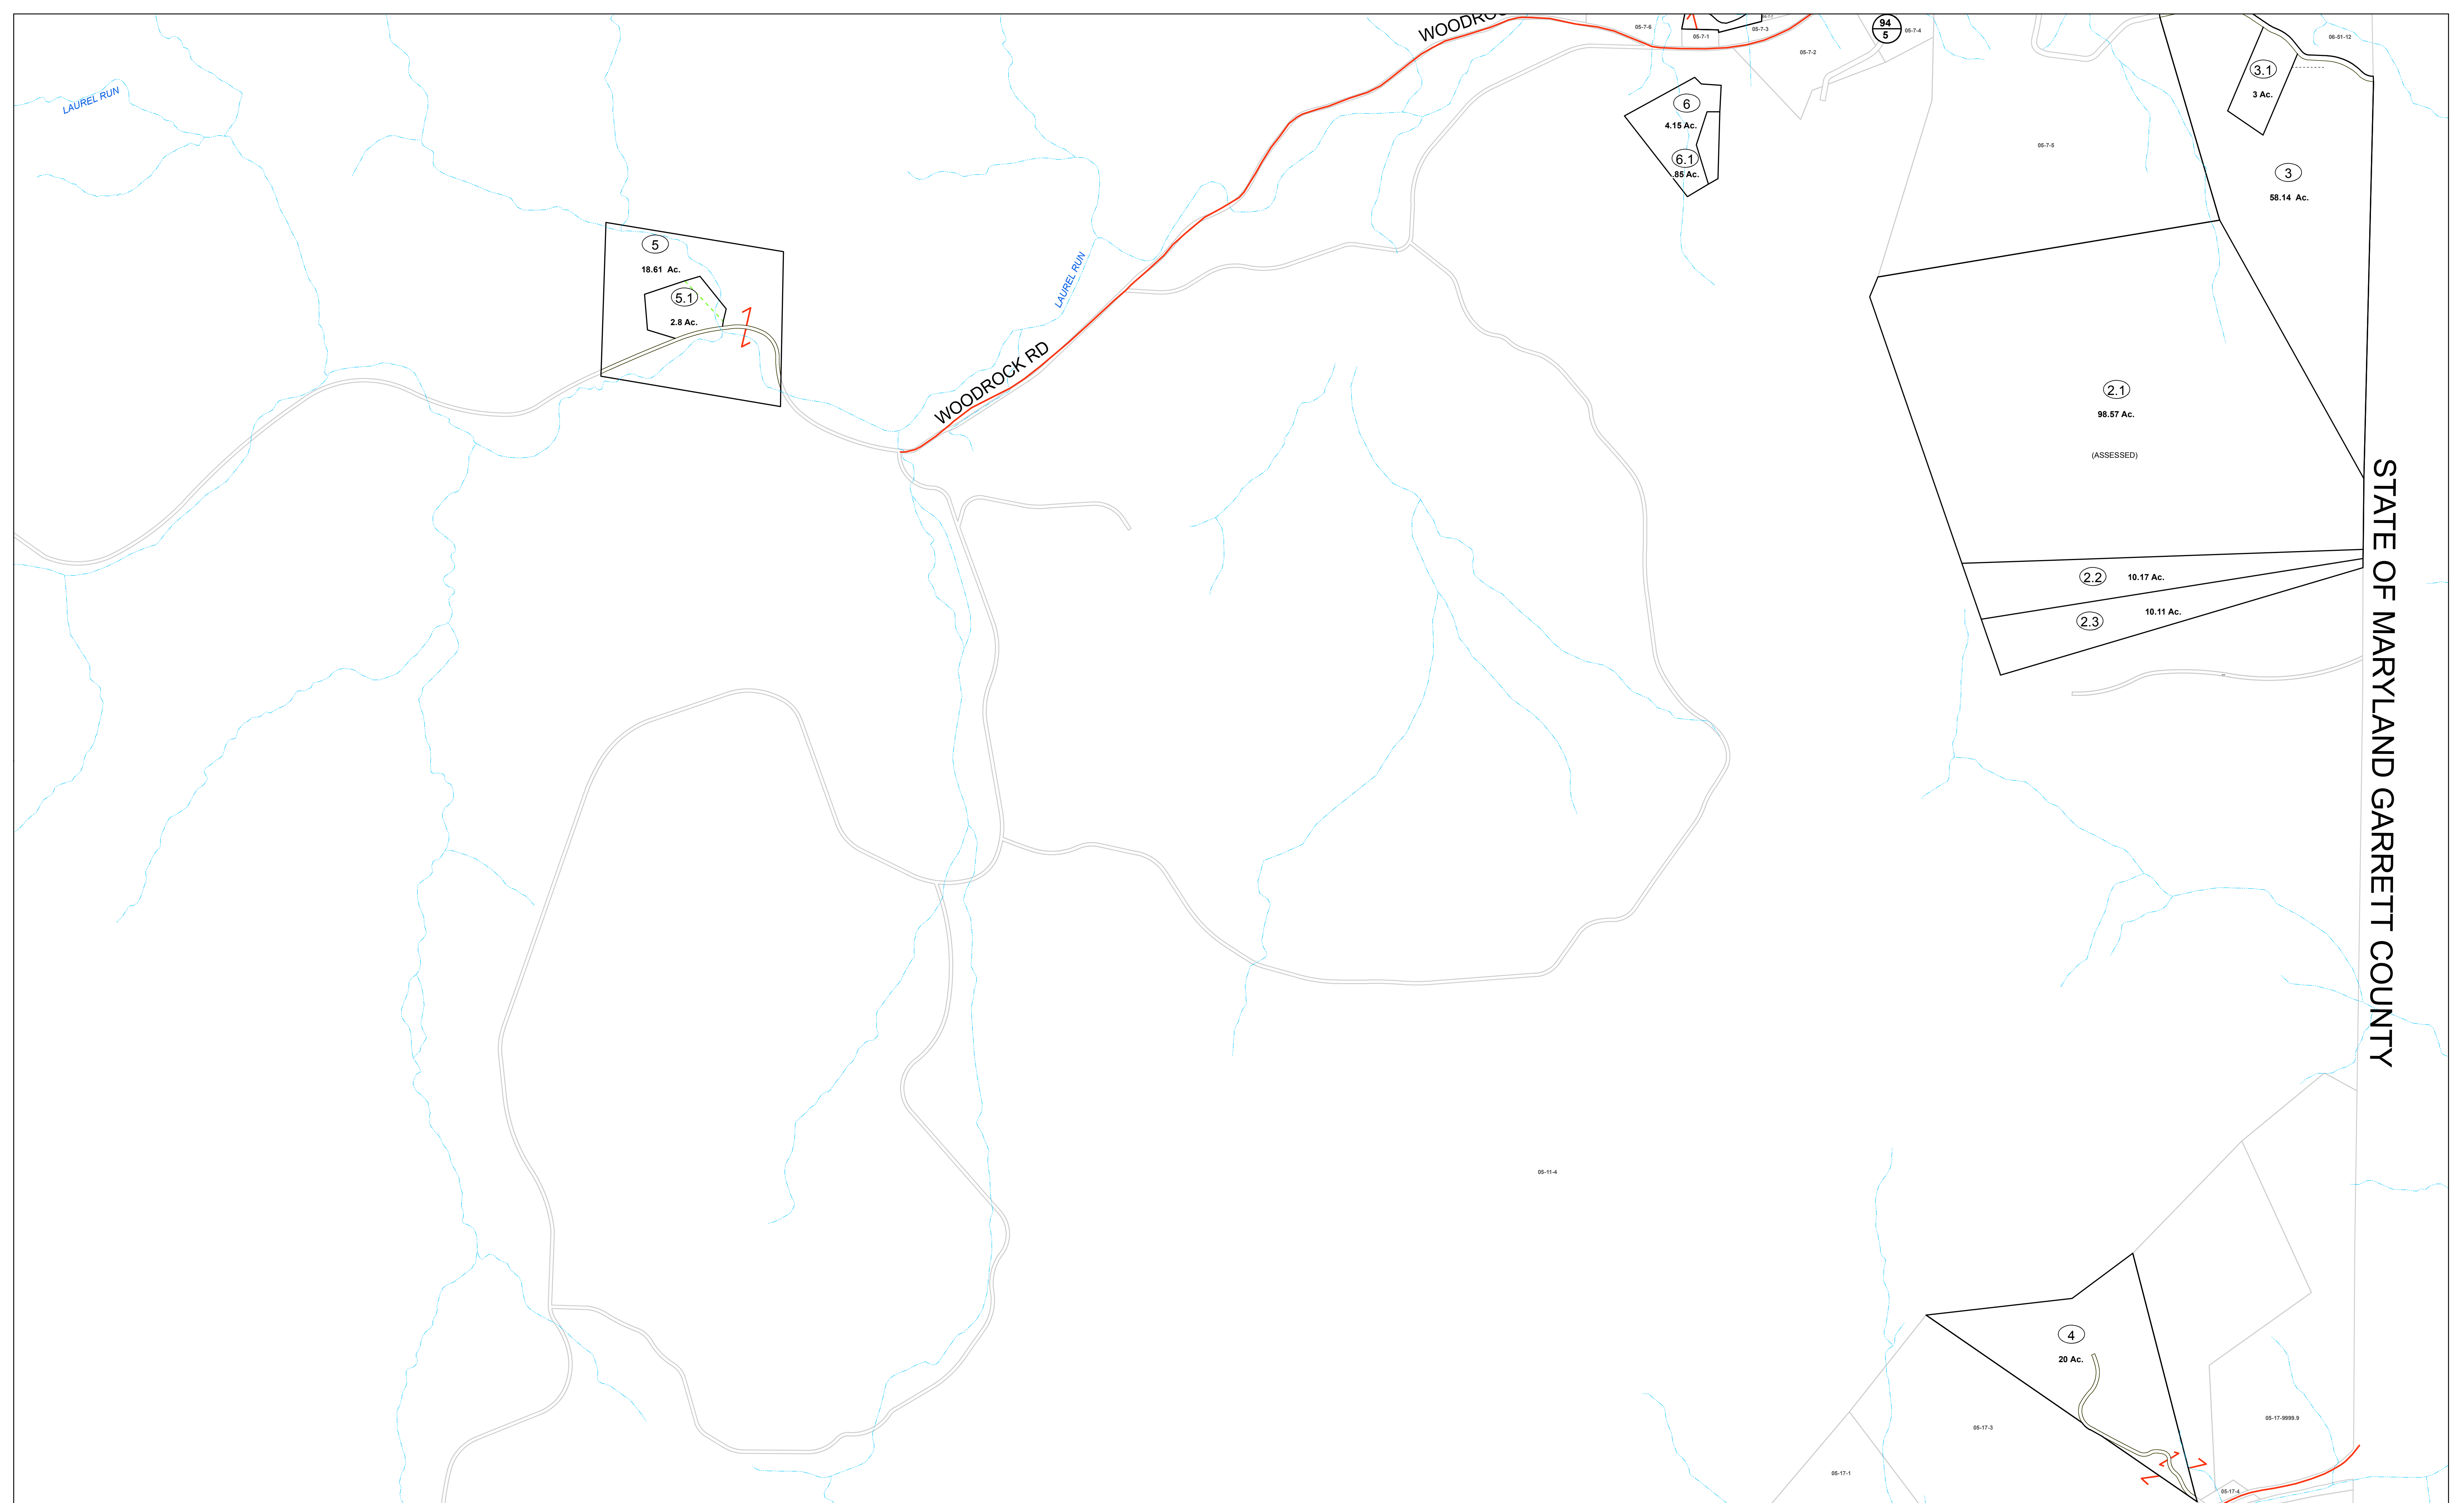 05-7-6
05-7-1
05-7-3
94
5
05-7-4
05-7-2
06-51-12
3.1
3 Ac.
LAUREL RUN
6
4.15 Ac.
6.1
.85 Ac.
05-7-5
3
58.14 Ac.
5
18.61 Ac.
5.1
2.8 Ac.
LAUREL RUN
WOODROCK RD
2.1
98.57 Ac.
(ASSESSED)
2.2
10.17 Ac.
2.3
10.11 Ac.
STATE OF MARYLAND GARRETT COUNTY
05-11-4
4
20 Ac.
05-17-3
05-17-9999.9
05-17-1
05-17-4